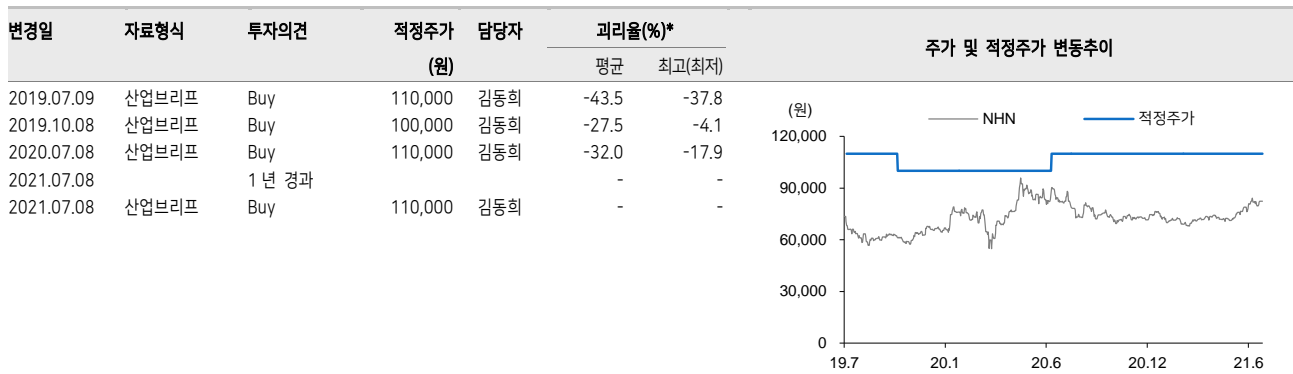 변경일 자료형식 투자의견 적정주가 담당자 괴리율(%)* 주가 및 적정주가 변동추이
(원) 평균 최고(최저)
2019.07.09 산업브리프 Buy 110,000 김동희 -43.5 -37.8
2019.10.08 산업브리프 Buy 100,000 김동희 -27.5 -4.1
2020.07.08 산업브리프 Buy 110,000 김동희 -32.0 -17.9
2021.07.08 1년 경과 - -
2021.07.08 산업브리프 Buy 110,000 김동희 - -
(원) NHN 적정주가
120,000
90,000
60,000
30,000
0
19.7 20.1 20.6 20.12 21.6